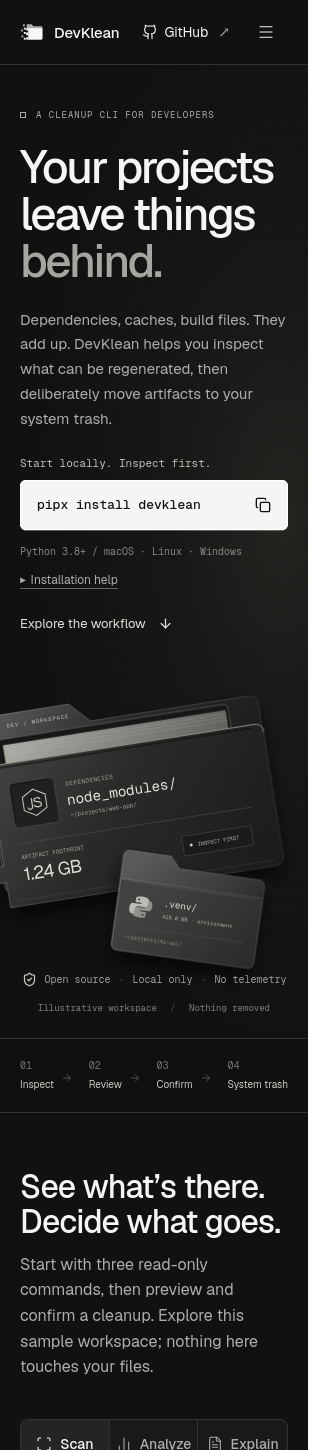 DevKlean GitHub ↗
A CLEANUP CLI FOR DEVELOPERS
Your projects
leave things
behind.
Dependencies, caches, build files. They
add up. DevKlean helps you inspect
what can be regenerated, then
deliberately move artifacts to your
system trash.
Start locally. Inspect first.
pipx install devklean
Python 3.8+ / macOS · Linux · Windows
▸ Installation help
Explore the workflow ↓
DEV / WORKSPACE
JS
DEPENDENCIES
node_modules/
~/projects/web-app/
ARTIFACT FOOTPRINT
1.24 GB
INSPECT FIRST
.venv/
418.0 MB · environment
~/projects/ml-api/
Open source · Local only · No telemetry
Illustrative workspace / Nothing removed
01 02 03 04
Inspect → Review → Confirm → System trash
See what’s there.
Decide what goes.
Start with three read-only
commands, then preview and
confirm a cleanup. Explore this
sample workspace; nothing here
touches your files.
Scan Analyze Explain